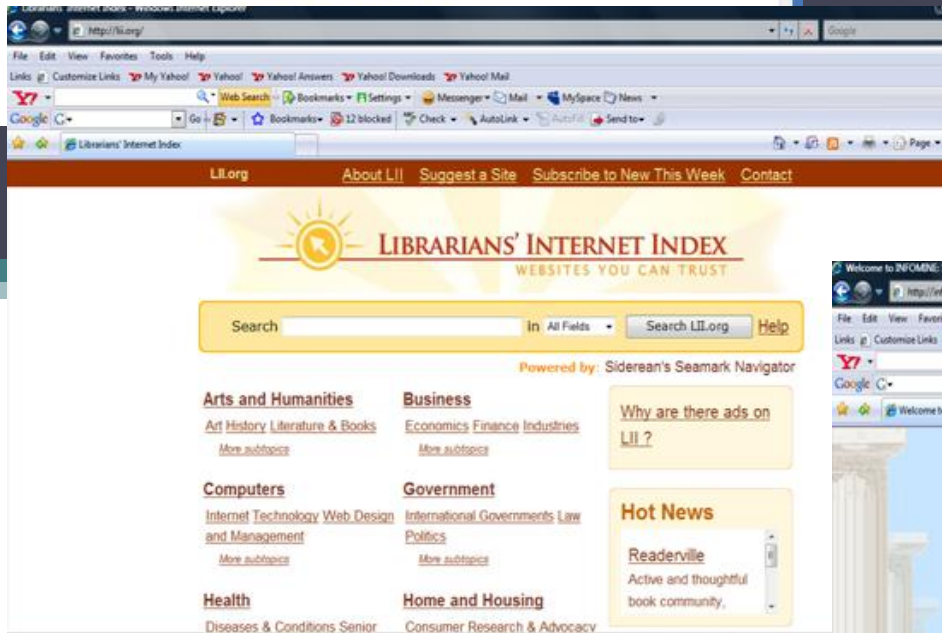 Librarians' Internet Index - Windows Internet Explorer
http://lii.org/
Google
File Edit View Favorites Tools Help
Links Customize Links My Yahoo! Yahoo! Yahoo! Answers Yahoo! Downloads Yahoo! Mail
Web Search Bookmarks Settings Messenger Mail MySpace News
Google Go Bookmarks 12 blocked Check AutoLink AutoFill Send to
Librarians' Internet Index Page
LII.org About LII Suggest a Site Subscribe to New This Week Contact
LIBRARIANS' INTERNET INDEX
WEBSITES YOU CAN TRUST
Search in All Fields Search LII.org Help
Powered by: Siderean's Seamark Navigator
Arts and Humanities
Art History Literature & Books
More subtopics
Business
Economics Finance Industries
More subtopics
Computers
Internet Technology Web Design
and Management
More subtopics
Government
International Governments Law
Politics
More subtopics
Health
Diseases & Conditions Senior
Home and Housing
Consumer Research & Advocacy
Why are there ads on
LII ?
Hot News
Readerville
Active and thoughtful
book community,
Welcome to INFOMINE:
http://inf
File Edit View Favori
Links Customize Links
Google
Welcome t